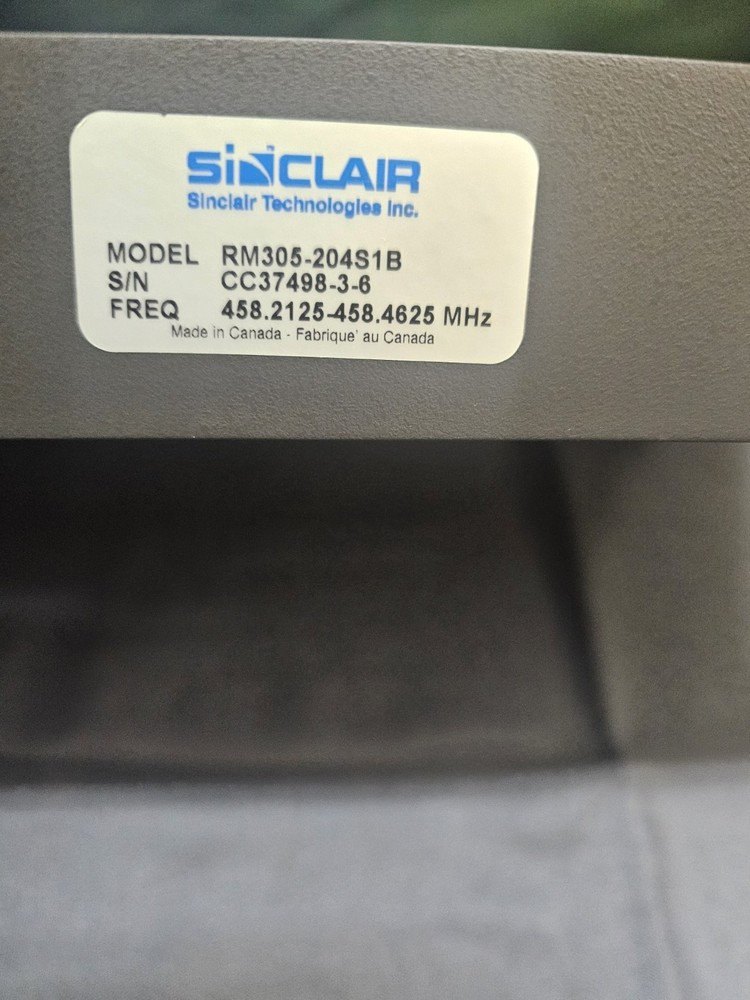 SiNCLAIR
Sinclair Technologies Inc.
MODEL RM305-204S1B
S/N CC37498-3-6
FREQ 458.2125-458.4625 MHz
Made in Canada - Fabrique' au Canada